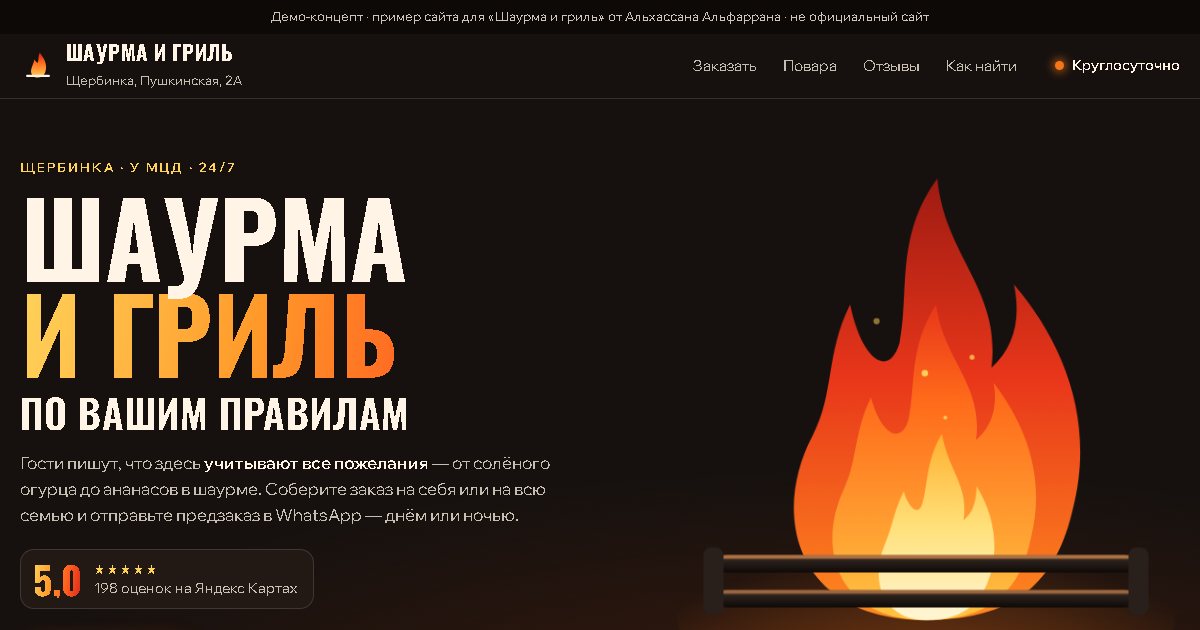 Демо-концепт · пример сайта для «Шаурма и гриль» от Альхассана Альфаррана · не официальный сайт
ШАУРМА И ГРИЛЬ
Щербинка, Пушкинская, 2А
Заказать
Повара
Отзывы
Как найти
Круглосуточно
ЩЕРБИНКА · У МЦД · 24/7
ШАУРМА
И ГРИЛЬ
ПО ВАШИМ ПРАВИЛАМ
Гости пишут, что здесь учитывают все пожелания — от солёного
огурца до ананасов в шаурме. Соберите заказ на себя или на всю
семью и отправьте предзаказ в WhatsApp — днём или ночью.
5,0
★★★★★
198 оценок на Яндекс Картах